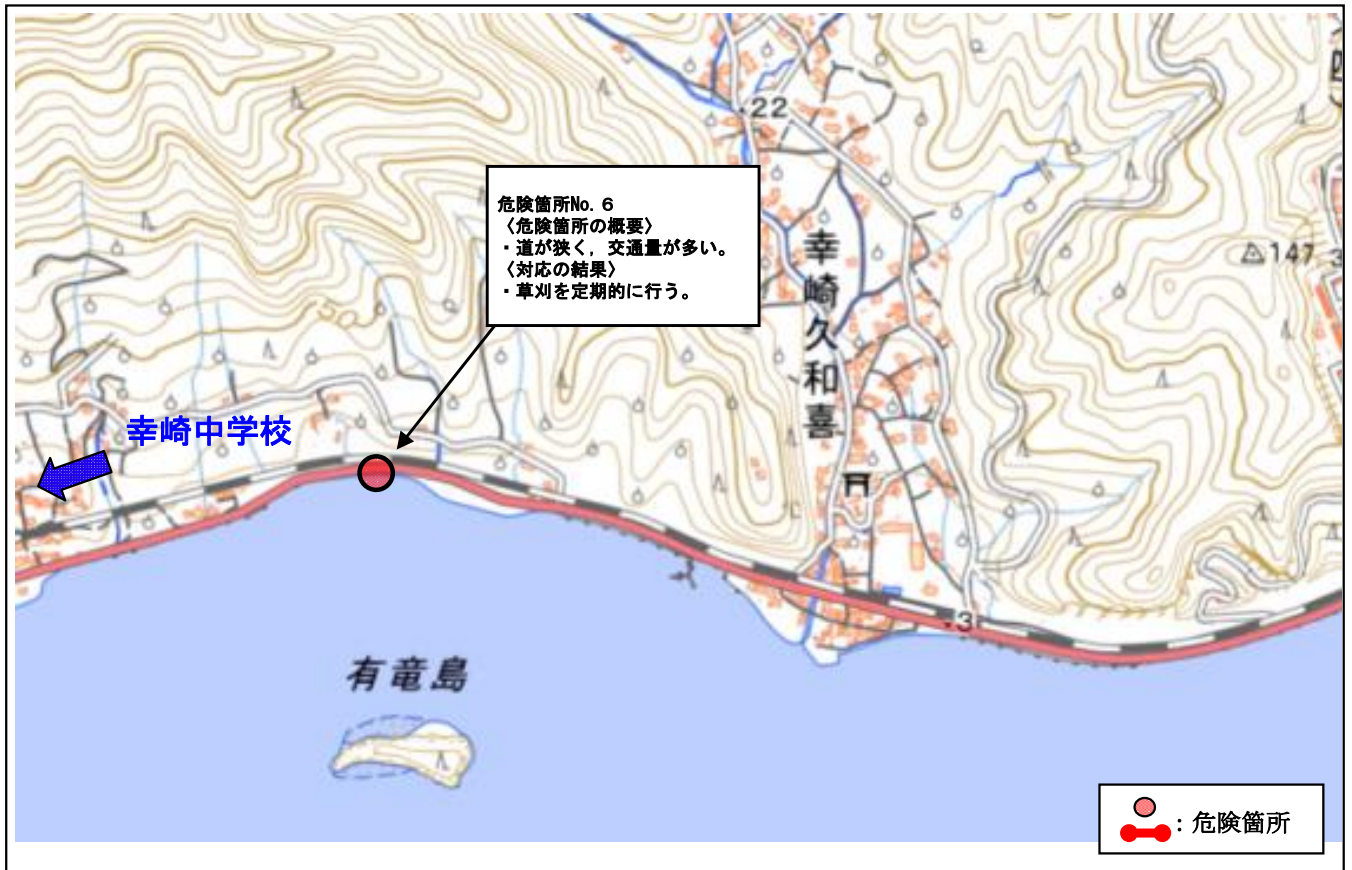 22
危険箇所No. 6
〈危険箇所の概要〉
・道が狭く，交通量が多い。
〈対応の結果〉
・草刈を定期的に行う。
幸崎久和喜
147
幸崎中学校
3
有竜島
：危険箇所